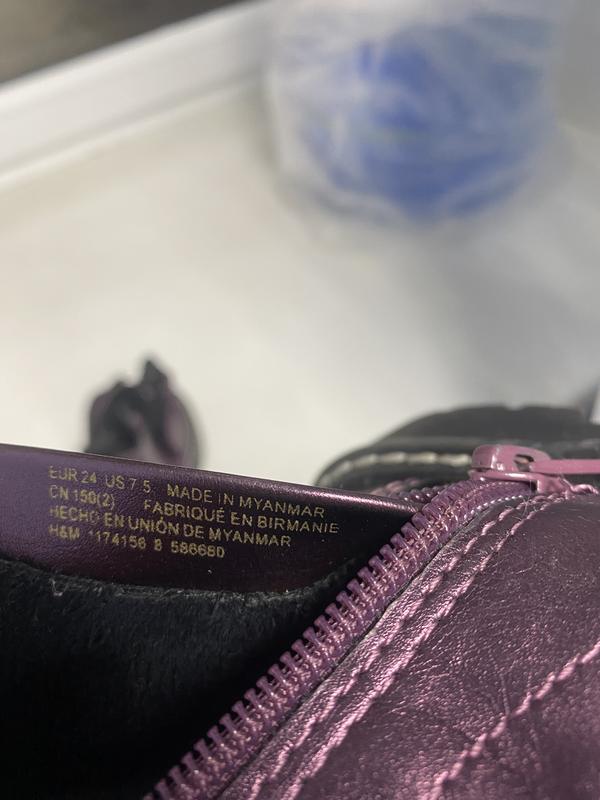 EUR 24 US 7.5 MADE IN MYANMAR
CN 150(2) FABRIQUÉ EN BIRMANIE
HECHO EN UNIÓN DE MYANMAR
H&M 1174156 8 586680